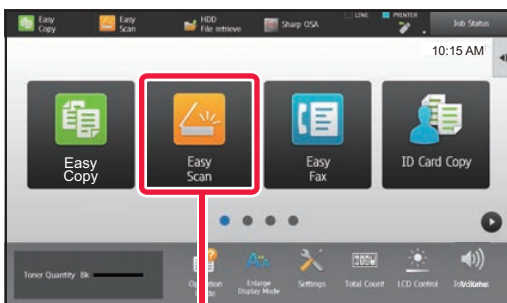 Easy
Copy
Easy
Scan
HDD
File retrieve
Sharp OSA
LINE
PRINTER
Job Status
10:15 AM
Easy
Copy
Easy
Scan
Easy
Fax
ID Card Copy
Toner Quantity Bk
Enlarge
Display Mode
Settings
Total Count
LCD Control